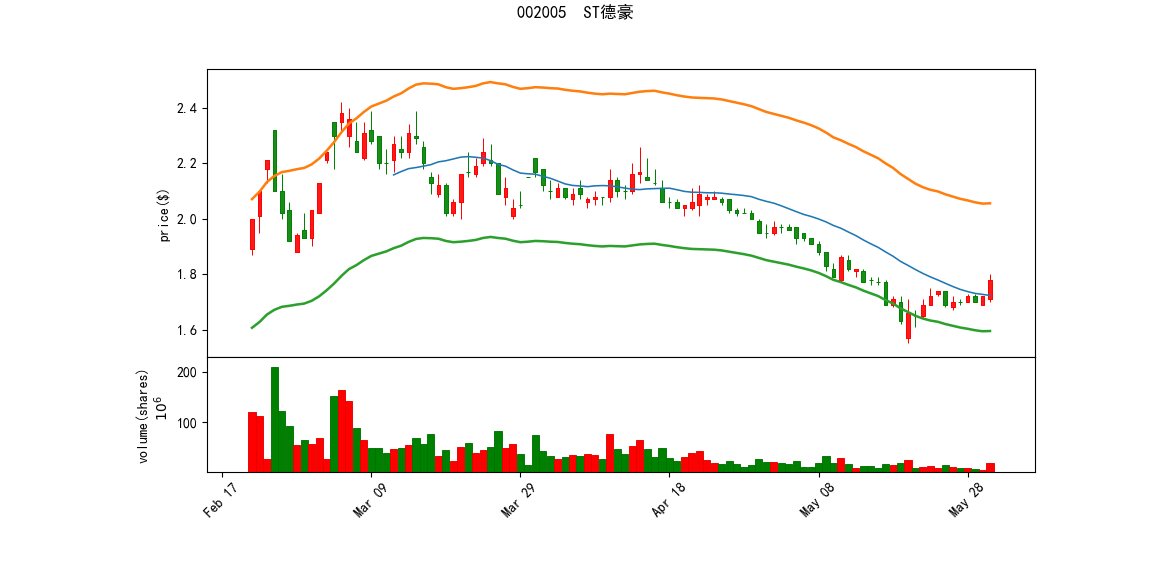 002005  ST德豪
2.4
2.2
2.0
1.8
1.6
price($)
200
100
volume(shares)
10^6
Feb 17
Mar 09
Mar 29
Apr 18
May 08
May 28